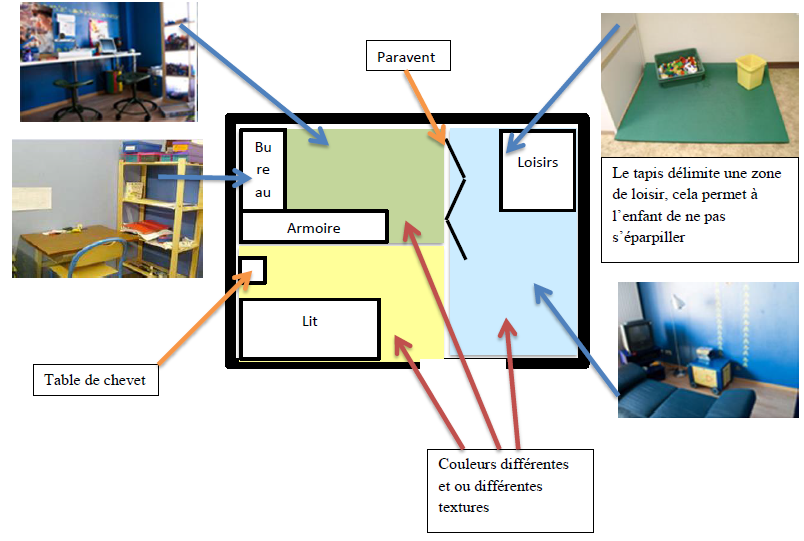 Paravent
Le tapis délimite une zone
de loisir, cela permet à
l'enfant de ne pas
s'éparpiller
Bu
re
au
Loisirs
Armoire
Lit
Table de chevet
Couleurs différentes
et ou différentes
textures